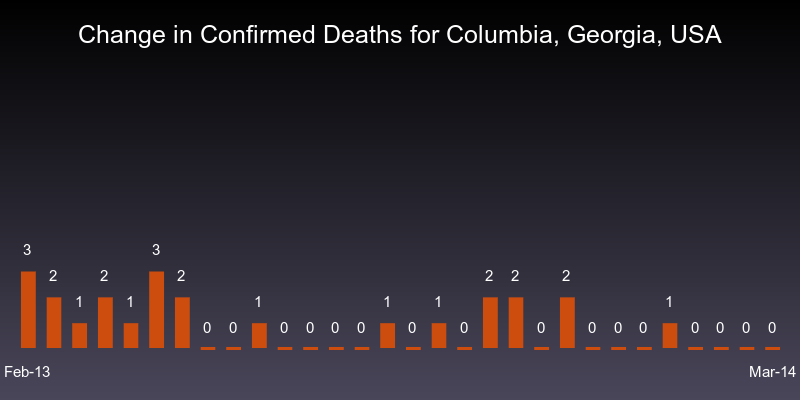 Change in Confirmed Deaths for Columbia, Georgia, USA
3 2 1 2 1 3 2 0 0 1 0 0 0 0 1 0 1 0 2 2 0 2 0 0 0 1 0 0 0 0
Feb-13 Mar-14